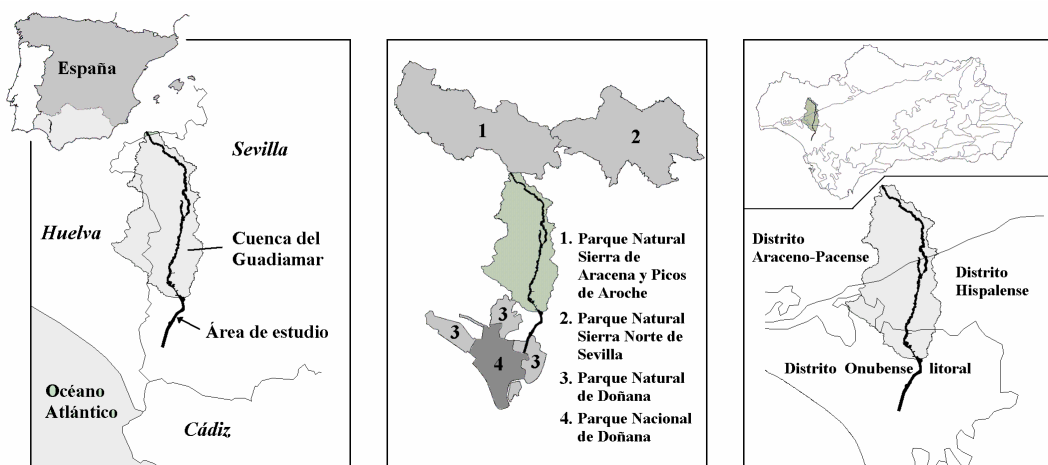 España
Sevilla
Huelva
Cuenca del
Guadiamar
Área de estudio
Océano
Atlántico
Cádiz
1
2
3
3
3
4
1. Parque Natural
Sierra de
Aracena y Picos
de Aroche
2. Parque Natural
Sierra Norte de
Sevilla
3. Parque Natural
de Doñana
4. Parque Nacional
de Doñana
Distrito
Araceno-Pacense
Distrito
Hispalense
Distrito Onubense litoral